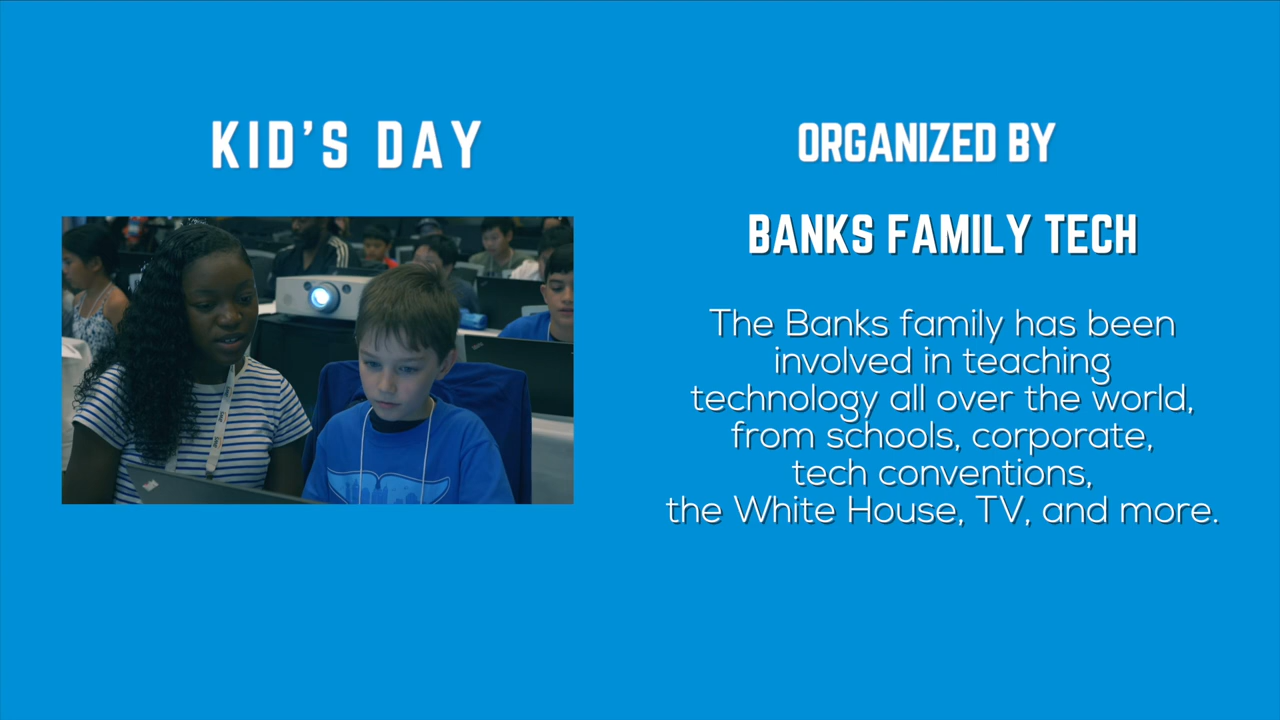 KID'S DAY
ORGANIZED BY
BANKS FAMILY TECH
The Banks family has been
involved in teaching
technology all over the world,
from schools, corporate,
tech conventions,
the White House, TV, and more.